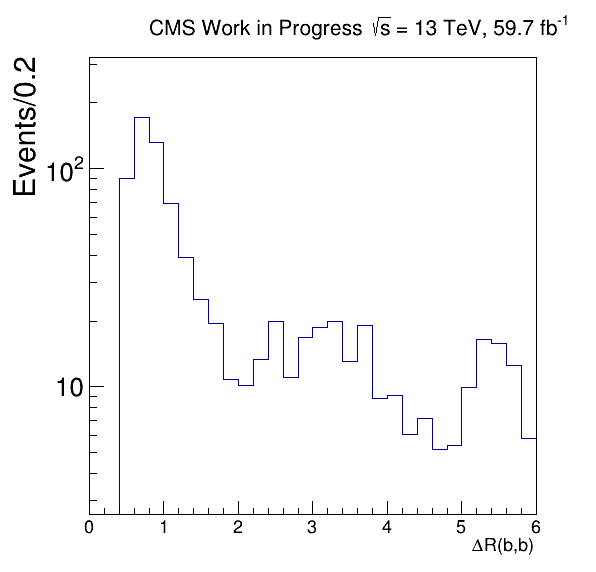 CMS Work in Progress √s = 13 TeV, 59.7 fb⁻¹
Events/0.2
10²
10
0 1 2 3 4 5 6
ΔR(b,b)